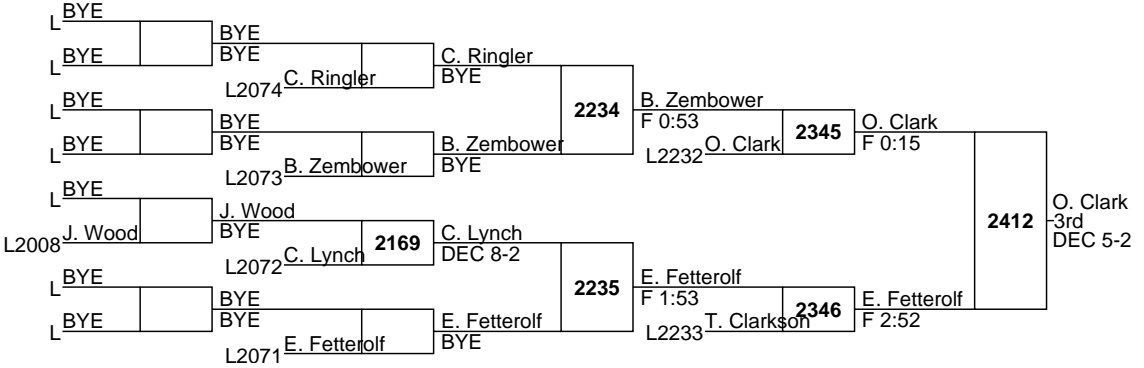 L BYE
BYE
BYE
L BYE
C. Ringler
BYE
L2074 C. Ringler
L BYE
2234
B. Zembower
F 0:53
BYE
BYE
L BYE
2345
O. Clark
F 0:15
L2232 O. Clark
B. Zembower
BYE
L2073 B. Zembower
L BYE
J. Wood
BYE
L2008 J. Wood
2412
O. Clark
3rd
DEC 5-2
2169
C. Lynch
DEC 8-2
L2072 C. Lynch
L BYE
2235
E. Fetterolf
F 1:53
BYE
BYE
L BYE
2346
E. Fetterolf
F 2:52
L2233 T. Clarkson
E. Fetterolf
BYE
L2071 E. Fetterolf